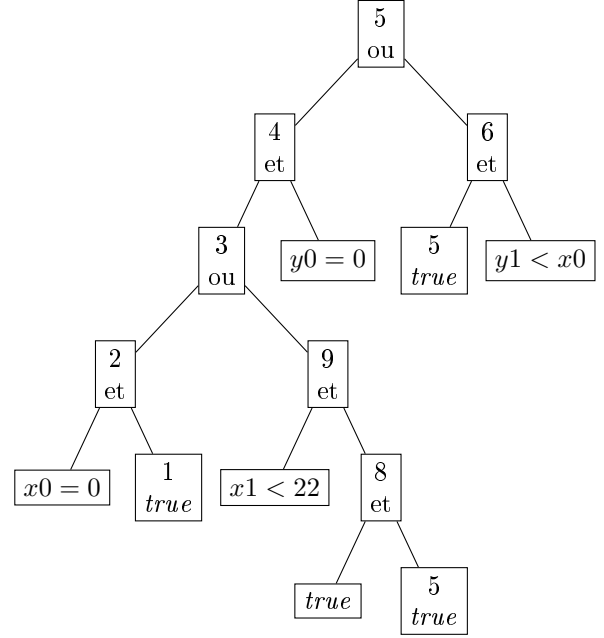 5
ou
4
et
6
et
3
ou
y0 = 0
5
true
y1 < x0
2
et
9
et
x0 = 0
1
true
x1 < 22
8
et
true
5
true